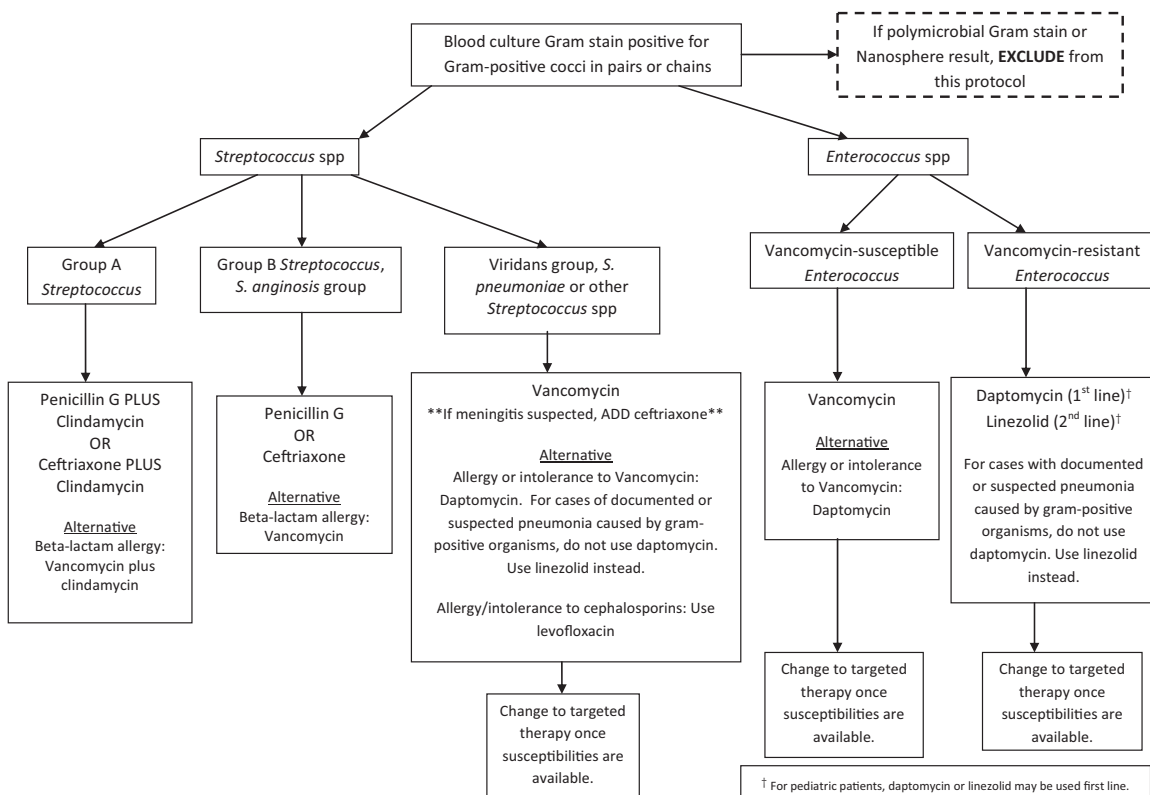 Blood culture Gram stain positive for
Gram-positive cocci in pairs or chains
If polymicrobial Gram stain or
Nanosphere result, EXCLUDE from
this protocol
Streptococcus spp
Enterococcus spp
Group A
Streptococcus
Group B Streptococcus,
S. anginosis group
Viridans group, S.
pneumoniae or other
Streptococcus spp
Vancomycin-susceptible
Enterococcus
Vancomycin-resistant
Enterococcus
Penicillin G PLUS
Clindamycin
OR
Ceftriaxone PLUS
Clindamycin
Alternative
Beta-lactam allergy:
Vancomycin plus
clindamycin
Penicillin G
OR
Ceftriaxone
Alternative
Beta-lactam allergy:
Vancomycin
Vancomycin
**If meningitis suspected, ADD ceftriaxone**
Alternative
Allergy or intolerance to Vancomycin:
Daptomycin. For cases of documented or
suspected pneumonia caused by gram-
positive organisms, do not use daptomycin.
Use linezolid instead.
Allergy/intolerance to cephalosporins: Use
levofloxacin
Vancomycin
Alternative
Allergy or intolerance
to Vancomycin:
Daptomycin
Daptomycin (1st line)†
Linezolid (2nd line)†
For cases with documented
or suspected pneumonia
caused by gram-positive
organisms, do not use
daptomycin. Use linezolid
instead.
Change to targeted
therapy once
susceptibilities are
available.
Change to targeted
therapy once
susceptibilities are
available.
Change to targeted
therapy once
susceptibilities are
available.
† For pediatric patients, daptomycin or linezolid may be used first line.